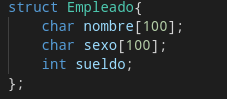 struct Empleado{
    char nombre[100];
    char sexo[100];
    int sueldo;
};